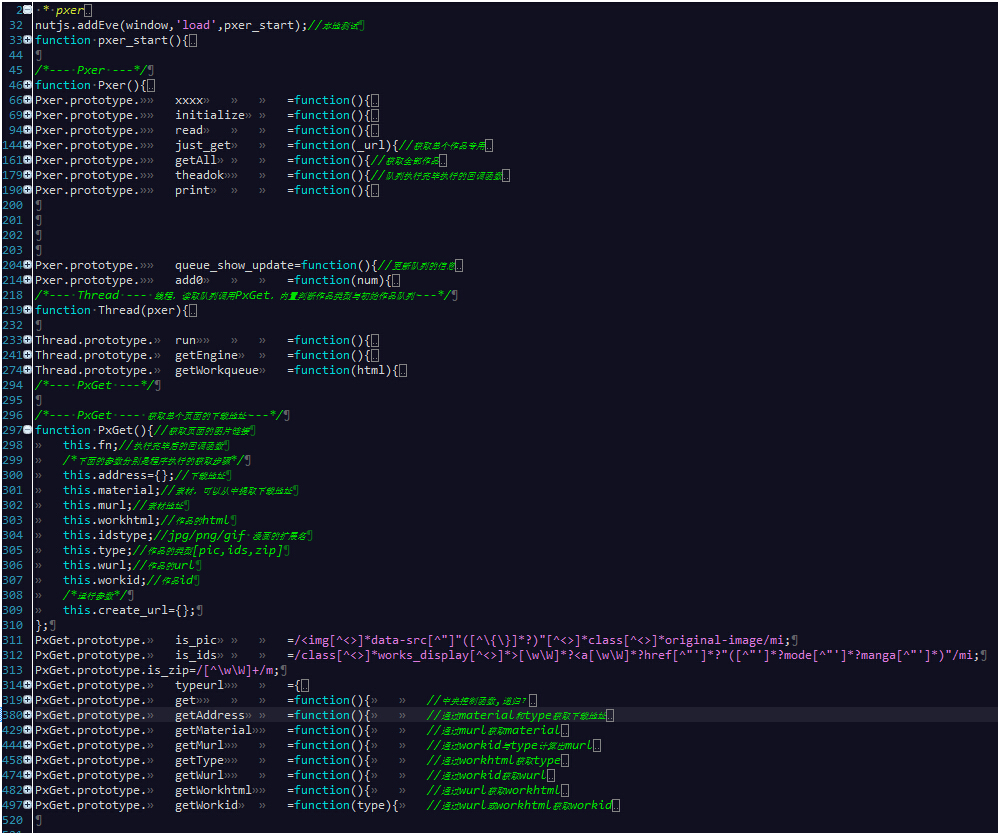 2 * pxer
32 nutjs.addEve(window,'load',pxer_start);//本地测试
33 function pxer_start(){
44
45 /*---·Pxer·---*/
46 function Pxer(){
66 Pxer.prototype. xxxx =function(){
69 Pxer.prototype. initialize =function(){
94 Pxer.prototype. read =function(){
144 Pxer.prototype. just_get =function(_url){//获取单个作品专用
161 Pxer.prototype. getAll =function(){//获取全部作品
179 Pxer.prototype. theadok =function(){//队列执行完毕执行的回调函数
190 Pxer.prototype. print =function(){
200
201
202
203
204 Pxer.prototype. queue_show_update=function(){//更新队列的信息
214 Pxer.prototype. add0 =function(num){
218 /*---·Thread·---·线程，读取队列调用PxGet，内置判断作品类型与初始作品队列·---*/
219 function Thread(pxer){
232
233 Thread.prototype. run =function(){
241 Thread.prototype. getEngine =function(){
274 Thread.prototype. getWorkqueue =function(html){
294 /*---·PxGet·---*/
295
296 /*---·PxGet·---·获取单个页面的下载地址·---*/
297 function PxGet(){//获取页面的图片链接
298 this.fn;//执行完毕后的回调函数
299 /*下面的参数分别是程序执行的获取步骤*/
300 this.address={};//下载地址
301 this.material;//素材，可以从中提取下载地址
302 this.murl;//素材地址
303 this.workhtml;//作品的html
304 this.idstype;//jpg/png/gif·漫画的扩展名
305 this.type;//作品的类型[pic,ids,zip]
306 this.wurl;//作品的url
307 this.workid;//作品id
308 /*运行参数*/
309 this.create_url={};
310 };
311 PxGet.prototype. is_pic =/<img[^<>]*data-src[^"]"([^\{\}]*?)"[^<>]*class[^<>]*original-image/mi;
312 PxGet.prototype. is_ids =/class[^<>]*works_display[^<>]*>[\w\W]*?<a[\w\W]*?href[^"']*?"([^"']*?mode[^"']*?manga[^"']*)"/mi;
313 PxGet.prototype.is_zip=/[^\w\W]+/m;
314 PxGet.prototype. typeurl ={
319 PxGet.prototype. get =function(){ //中央控制函数,递归?
380 PxGet.prototype. getAddress =function(){ //通过material和type获取下载地址
429 PxGet.prototype. getMaterial =function(){ //通过murl获取material
444 PxGet.prototype. getMurl =function(){ //通过workid与type计算出murl
458 PxGet.prototype. getType =function(){ //通过workhtml获取type
474 PxGet.prototype. getWurl =function(){ //通过workid获取wurl
482 PxGet.prototype. getWorkhtml =function(){ //通过wurl获取workhtml
497 PxGet.prototype. getWorkid =function(type){ //通过wurl或workhtml获取workid
520